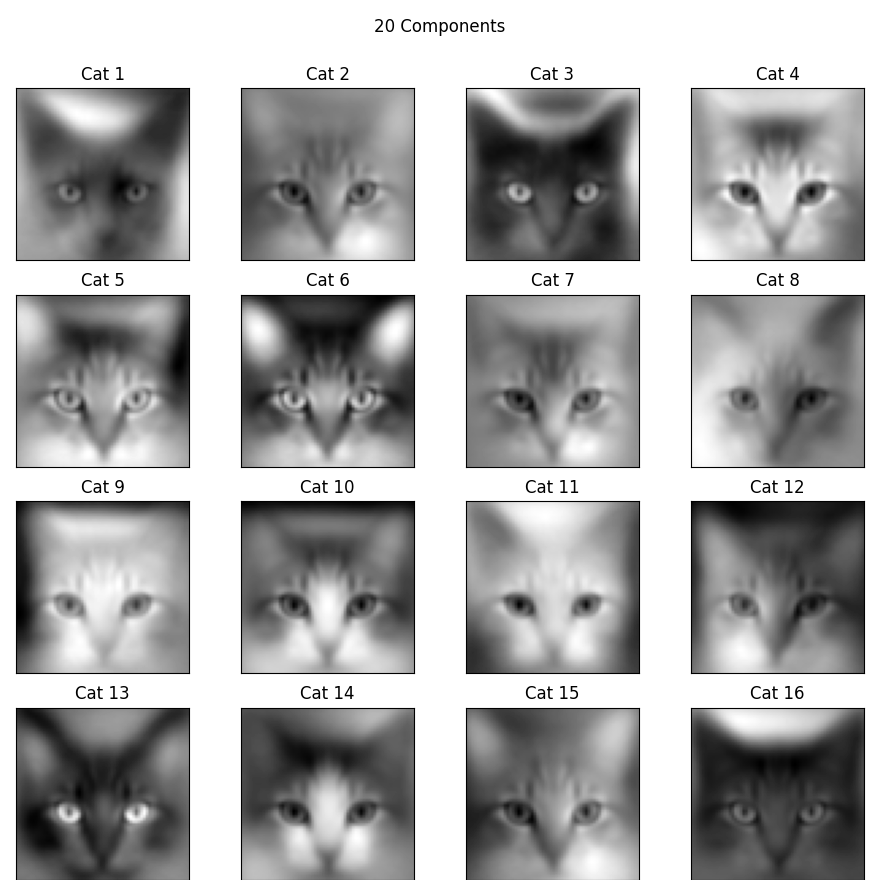 20 Components
Cat 1 Cat 2 Cat 3 Cat 4
Cat 5 Cat 6 Cat 7 Cat 8
Cat 9 Cat 10 Cat 11 Cat 12
Cat 13 Cat 14 Cat 15 Cat 16